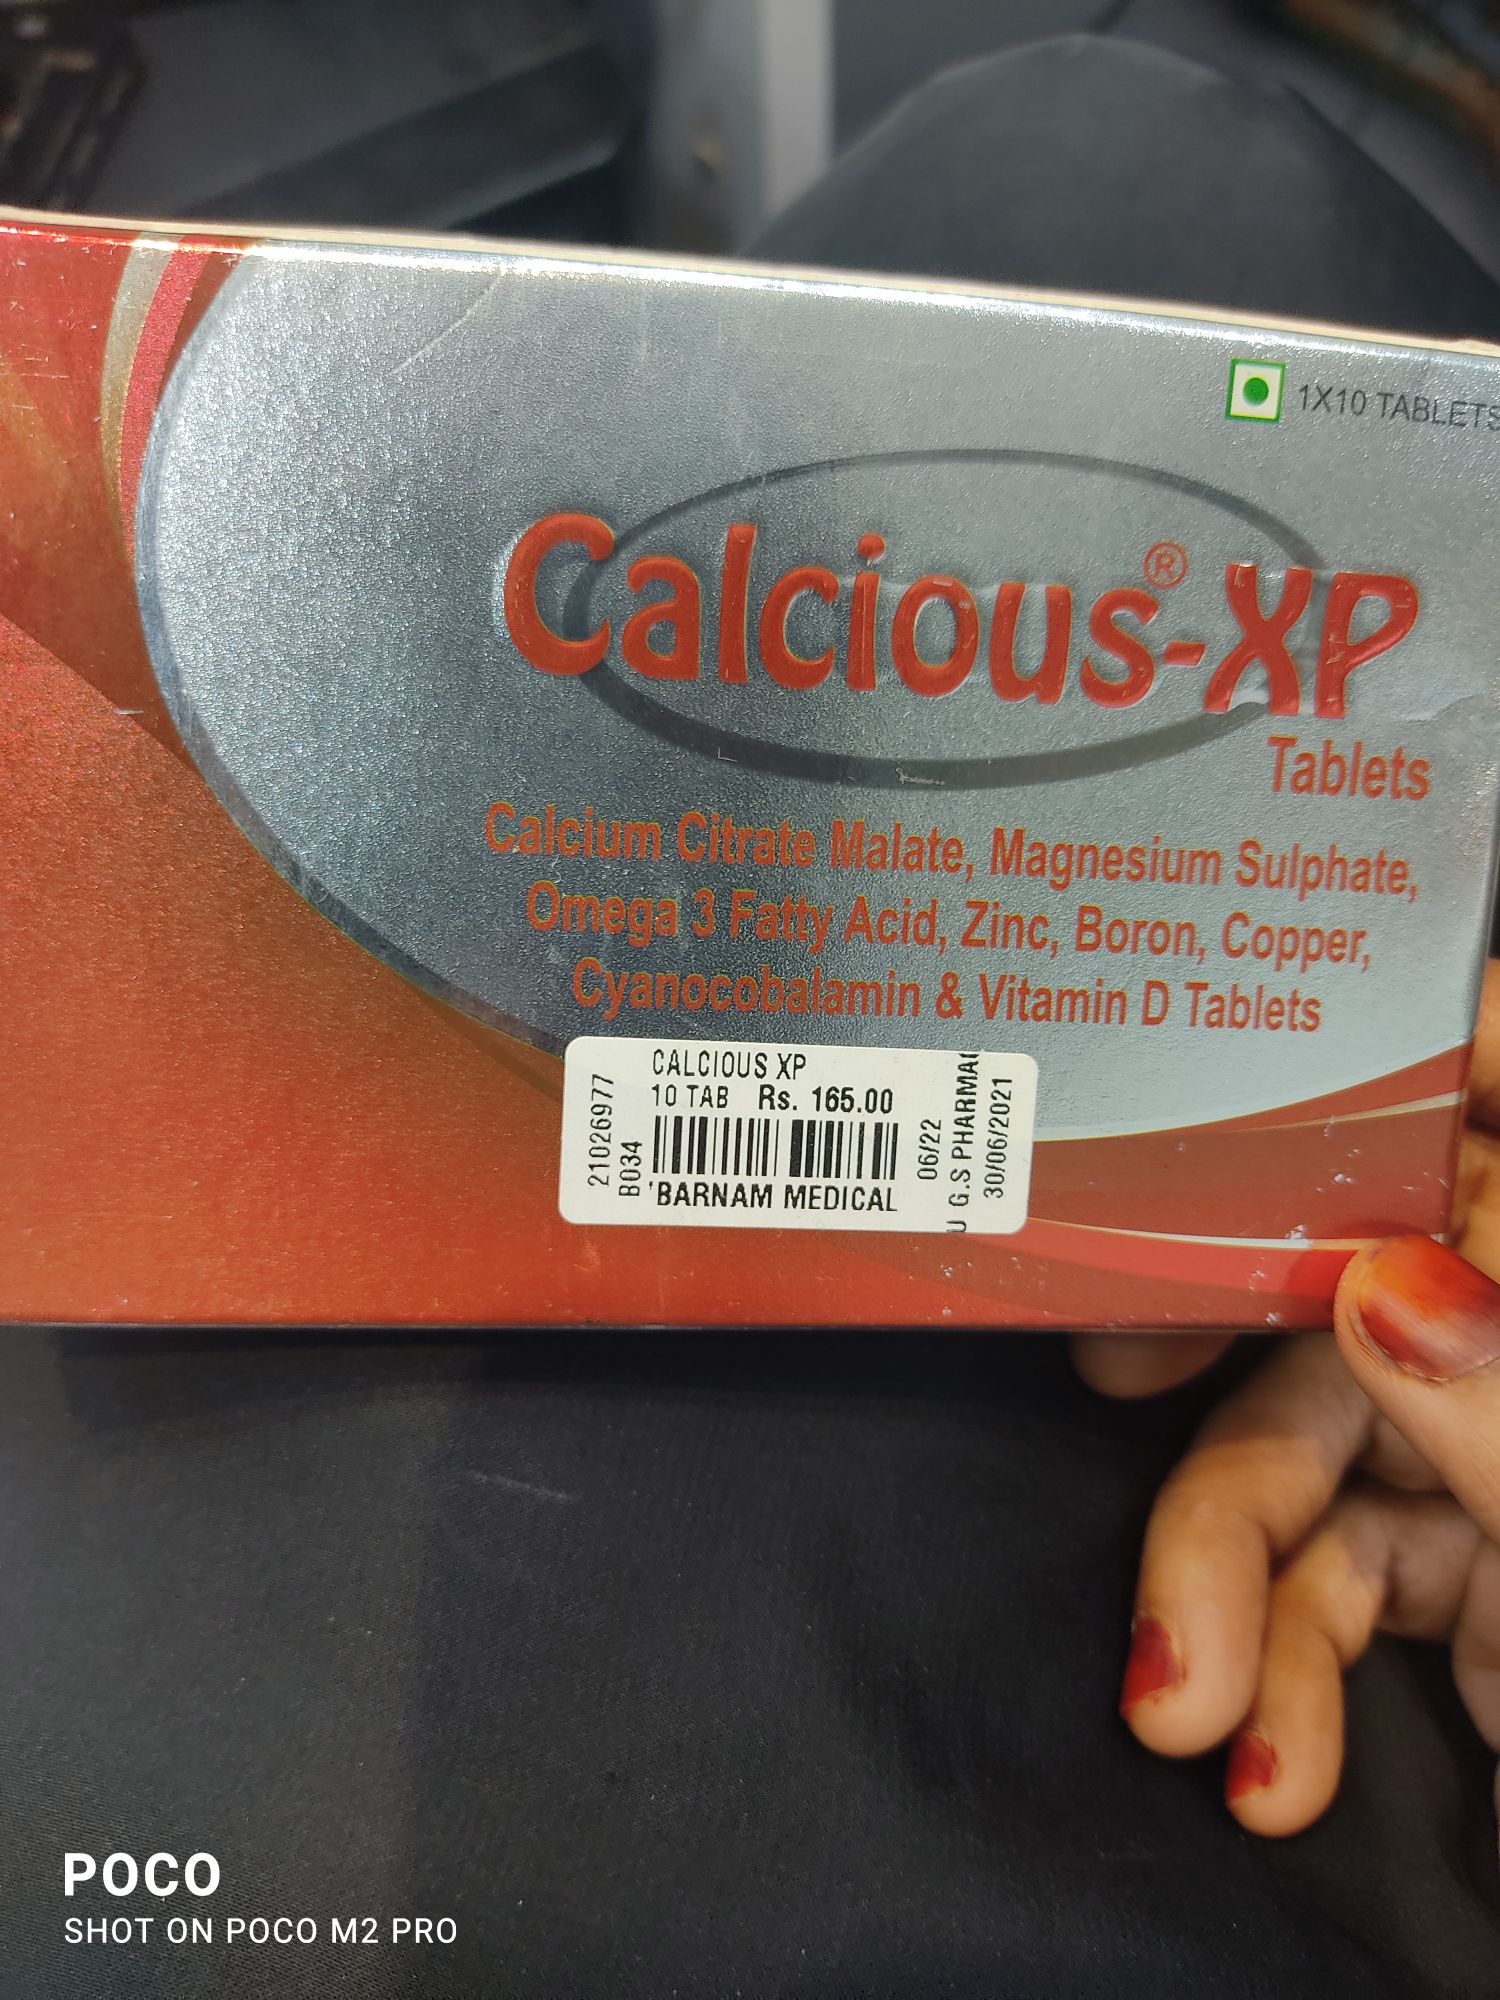 1X10 TABLETS
Calcious®-XP
Tablets
Calcium Citrate Malate, Magnesium Sulphate,
Omega 3 Fatty Acid, Zinc, Boron, Copper,
Cyanocobalamin & Vitamin D Tablets
21026977
B034
CALCIOUS XP
10 TAB Rs. 165.00
'BARNAM MEDICAL
06/22
G.S PHARMA
30/06/2021
POCO
SHOT ON POCO M2 PRO